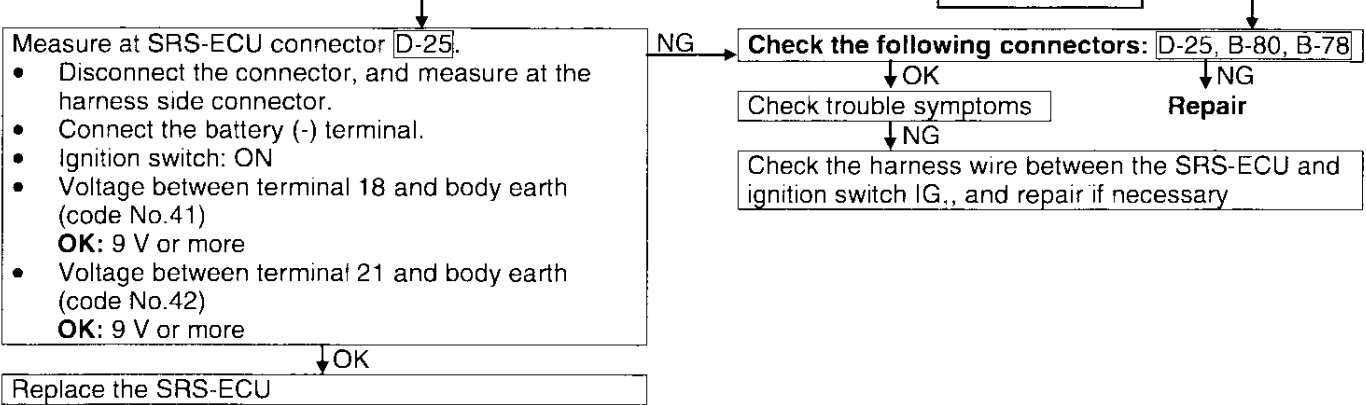 Measure at SRS-ECU connector D-25.
• Disconnect the connector, and measure at the
harness side connector.
• Connect the battery (-) terminal.
• Ignition switch: ON
• Voltage between terminal 18 and body earth
(code No.41)
OK: 9 V or more
• Voltage between terminal 21 and body earth
(code No.42)
OK: 9 V or more
OK
Replace the SRS-ECU
NG
Check the following connectors: D-25, B-80, B-78
OK
NG
Check trouble symptoms
Repair
NG
Check the harness wire between the SRS-ECU and
ignition switch IG₁, and repair if necessary